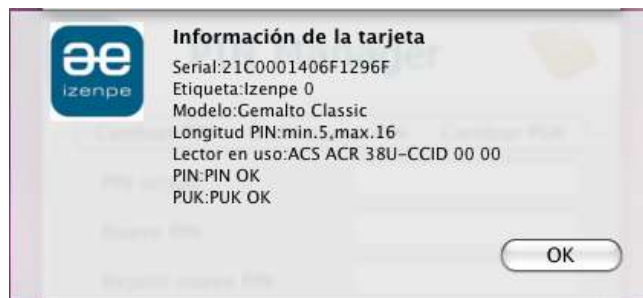 izenpe
Información de la tarjeta
Serial:21C0001406F1296F
Etiqueta:Izenpe 0
Modelo:Gemalto Classic
Longitud PIN:min.5,max.16
Lector en uso:ACS ACR 38U-CCID 00 00
PIN:PIN OK
PUK:PUK OK
OK